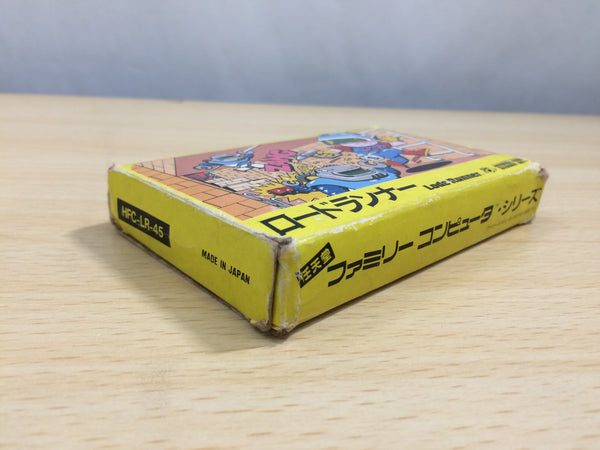 ロードランナー
Lode Runner
HFC-LR-45
MADE IN JAPAN
任天堂
ファミリー コンピュータ・シリーズ